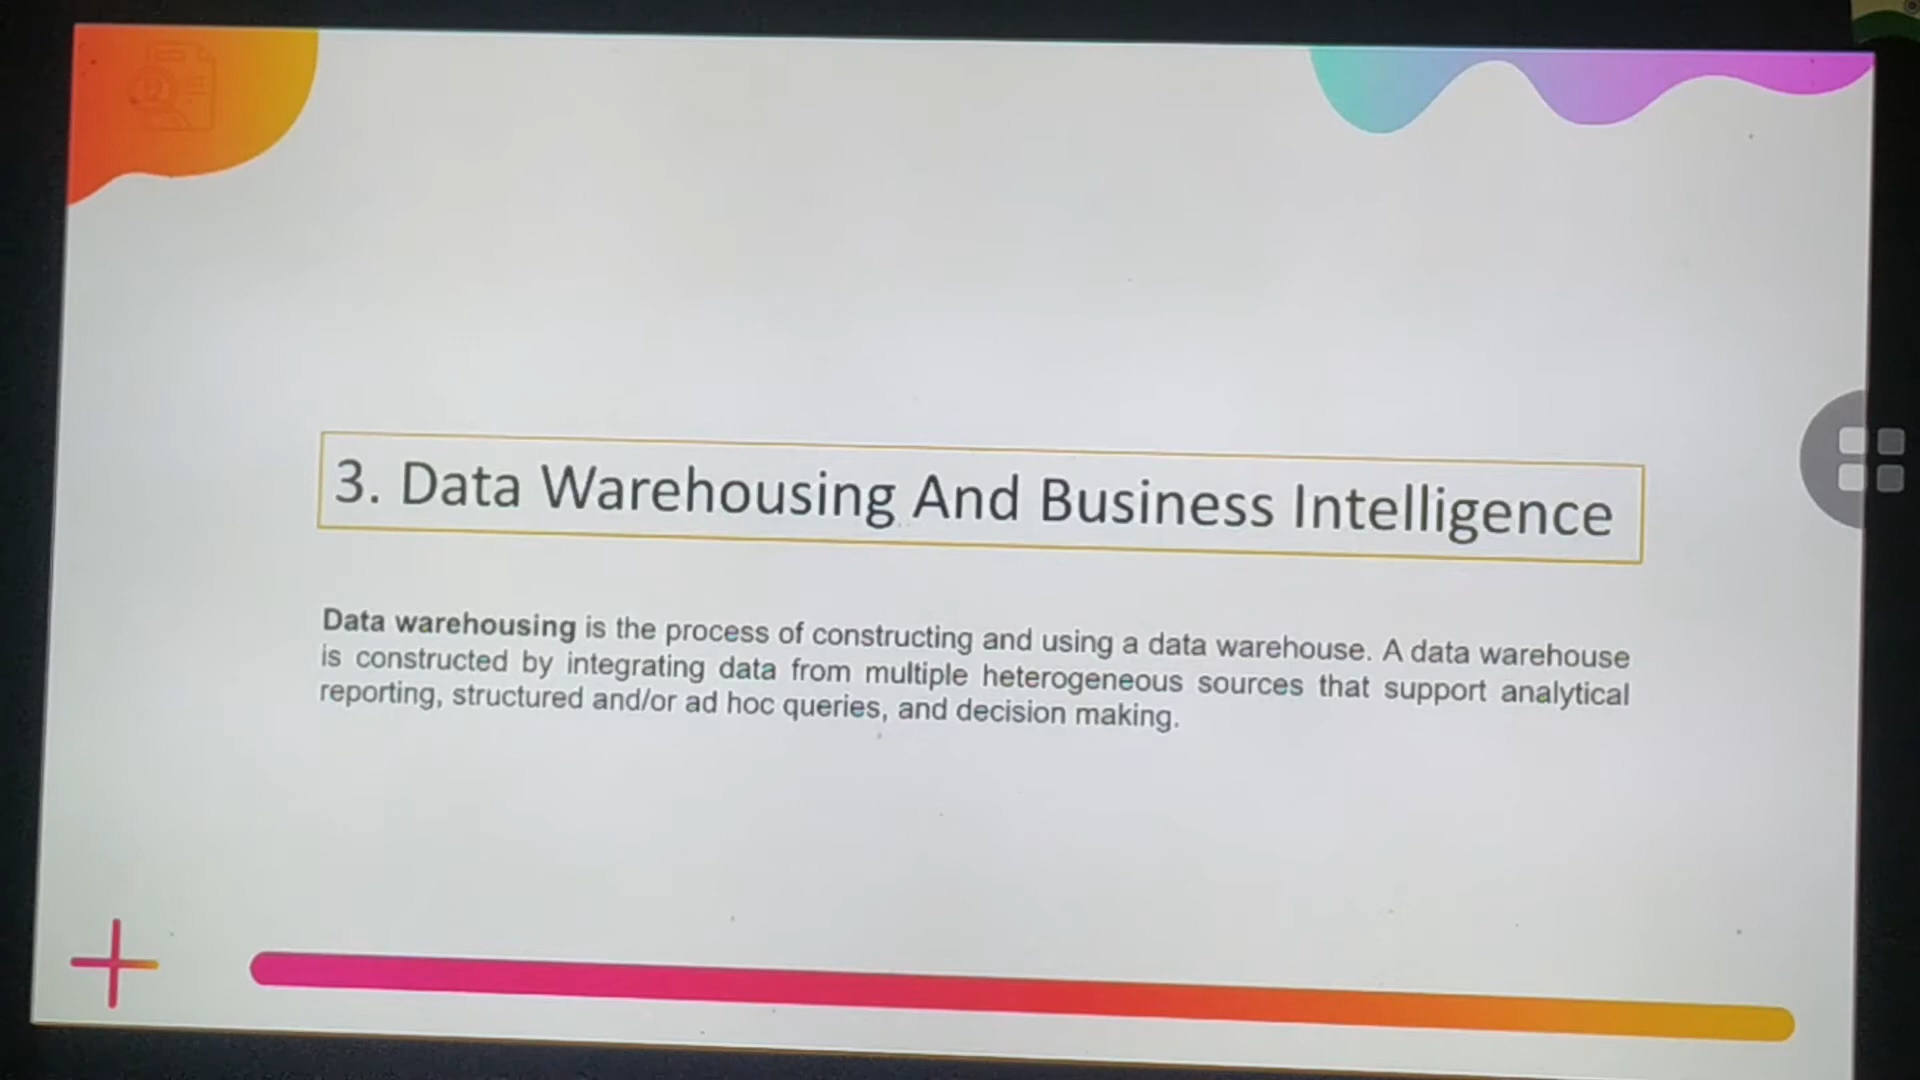 3. Data Warehousing And Business Intelligence
Data warehousing is the process of constructing and using a data warehouse. A data warehouse
is constructed by integrating data from multiple heterogeneous sources that support analytical
reporting, structured and/or ad hoc queries, and decision making.